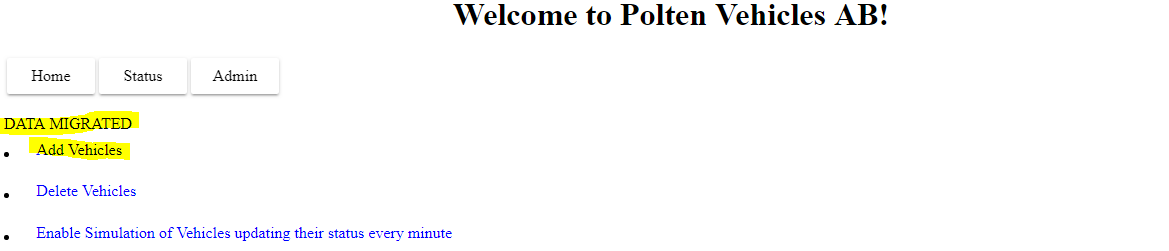 Welcome to Polten Vehicles AB!
Home Status Admin
DATA MIGRATED
Add Vehicles
Delete Vehicles
Enable Simulation of Vehicles updating their status every minute